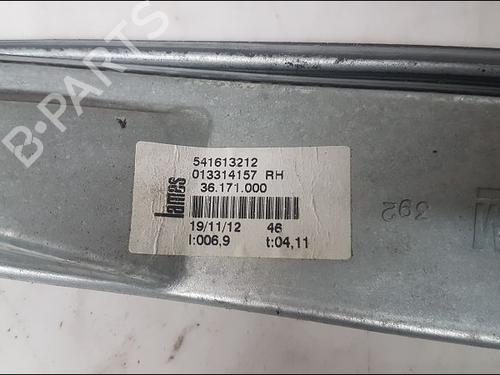 B·PARTS
541613212
013314157 RH
36.171.000
lames
19/11/12 46
l:006,9 t:04,11
392